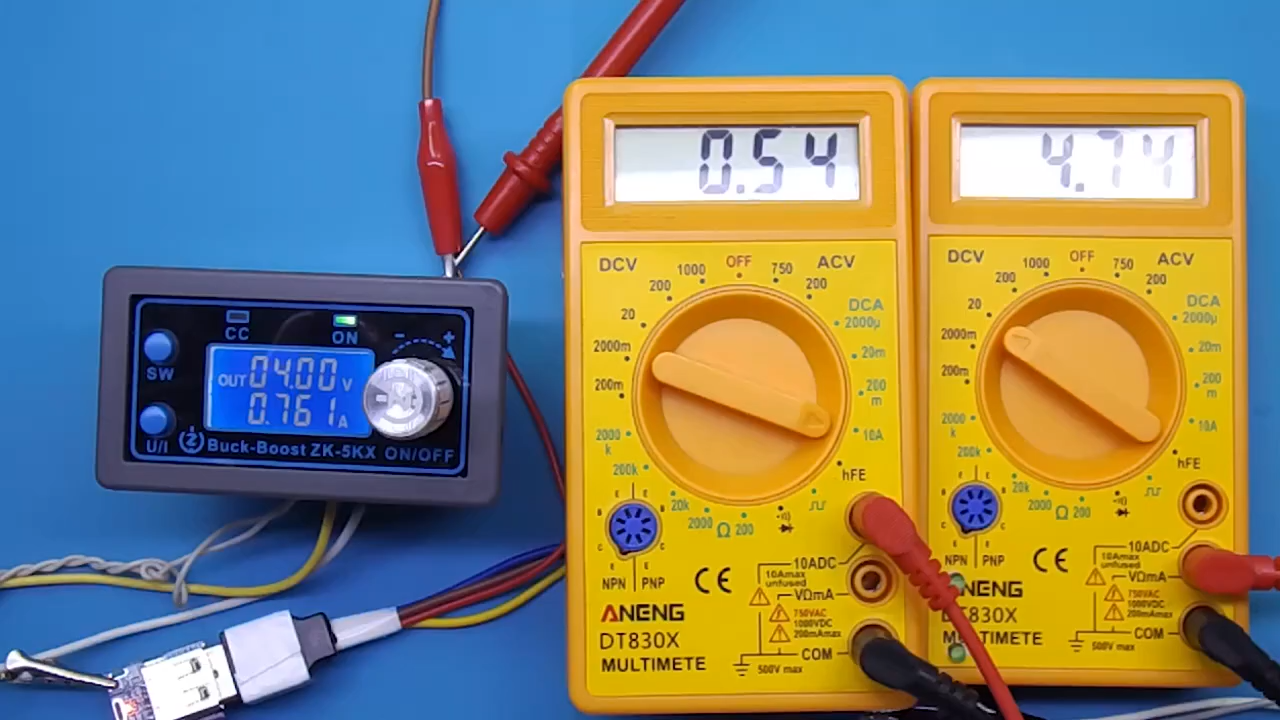 CC
ON
- +
OUT 04.00 V
0.761 A
SW
U/I
Buck-Boost ZK-5KX ON/OFF
0.54
DCV
OFF
ACV
1000
750
200
200
20
DCA
2000µ
2000m
20m
200m
200
m
2000
k
10A
200k
hFE
20k
2000
Ω
200
E
E
B
B
C
C
E
E
NPN
PNP
CE
10ADC
10Amax
unfused
VΩmA
750VAC
1000VDC
200mAmax
COM
500V max
ANENG
DT830X
MULTIMETE
4.74
DCV
OFF
ACV
1000
750
200
200
20
DCA
2000µ
2000m
20m
200m
200
m
2000
k
10A
200k
hFE
20k
2000
Ω
200
NPN
PNP
CE
10ADC
10Amax
unfused
VΩmA
750VAC
1000VDC
200mAmax
COM
500V max
NENG
830X
M TIMETE